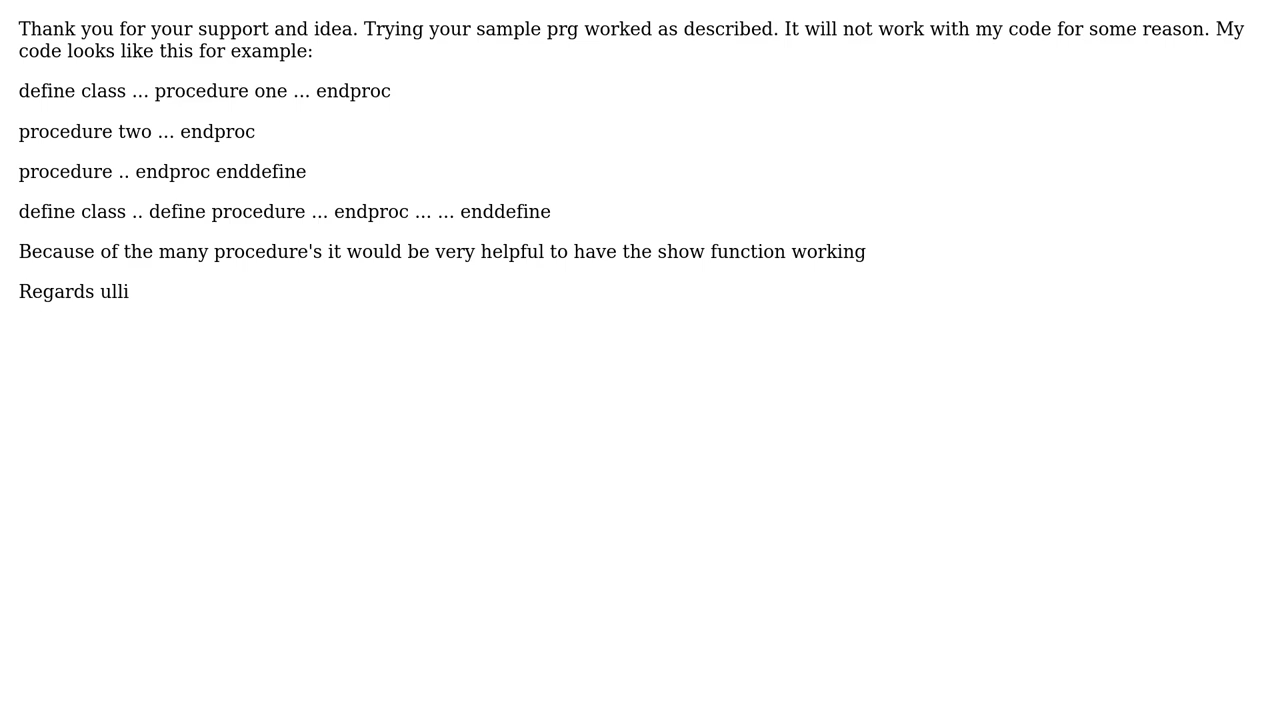 Thank you for your support and idea. Trying your sample prg worked as described. It will not work with my code for some reason. My
code looks like this for example:
define class ... procedure one ... endproc
procedure two ... endproc
procedure .. endproc enddefine
define class .. define procedure ... endproc ... ... enddefine
Because of the many procedure's it would be very helpful to have the show function working
Regards ulli